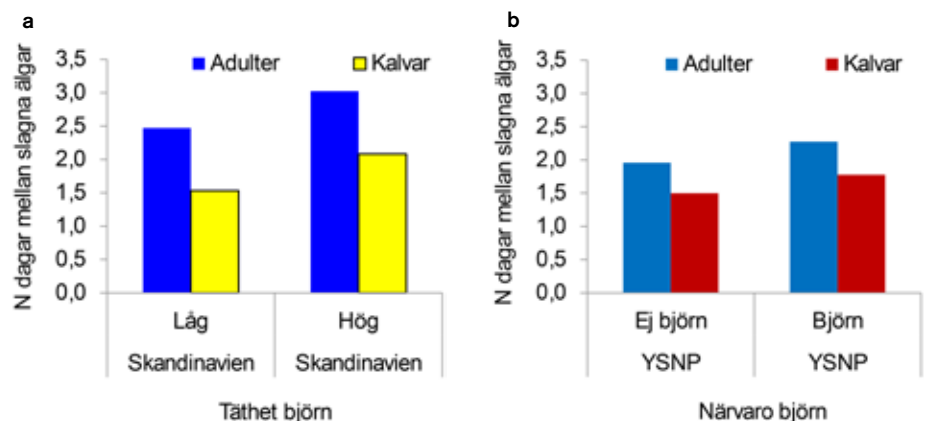 a
N dagar mellan slagna älgar
3,5
3,0
2,5
2,0
1,5
1,0
0,5
0,0
Adulter Kalvar
Låg Hög
Skandinavien Skandinavien
Täthet björn
b
N dagar mellan slagna älgar
3,5
3,0
2,5
2,0
1,5
1,0
0,5
0,0
Adulter Kalvar
Ej björn Björn
YSNP YSNP
Närvaro björn